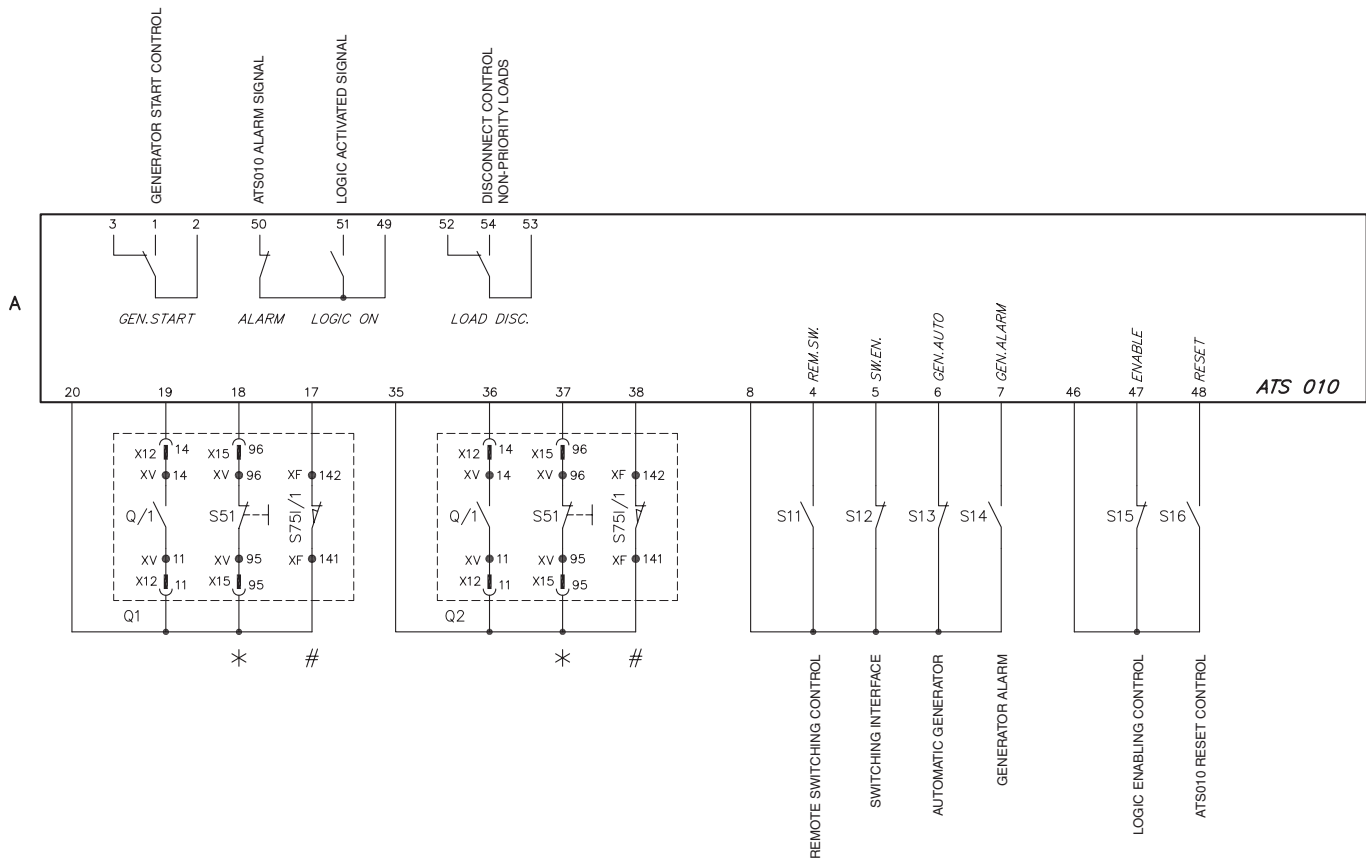 GENERATOR START CONTROL
ATS010 ALARM SIGNAL
LOGIC ACTIVATED SIGNAL
DISCONNECT CONTROL
NON-PRIORITY LOADS
3 1 2 50 51 49 52 54 53
A
GEN.START ALARM LOGIC ON LOAD DISC.
REM.SW.
SW.EN.
GEN.AUTO
GEN.ALARM
ENABLE
RESET
ATS 010
20 19 18 17 35 36 37 38 8 4 5 6 7 46 47 48
X12 14 X15 96 X12 14 X15 96
XV 14 XV 96 XF 142 XV 14 XV 96 XF 142
Q/1 S51 S75I/1 Q/1 S51 S75I/1 S11 S12 S13 S14 S15 S16
XV 11 XV 95 XF 141 XV 11 XV 95 XF 141
X12 11 X15 95 X12 11 X15 95
Q1 Q2
* # * #
REMOTE SWITCHING CONTROL
SWITCHING INTERFACE
AUTOMATIC GENERATOR
GENERATOR ALARM
LOGIC ENABLING CONTROL
ATS010 RESET CONTROL